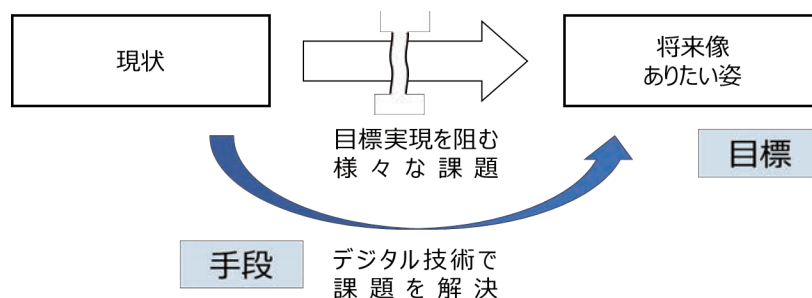 現状
将来像
ありたい姿
目標実現を阻む
様々な課題
目標
手段
デジタル技術で
課題を解決